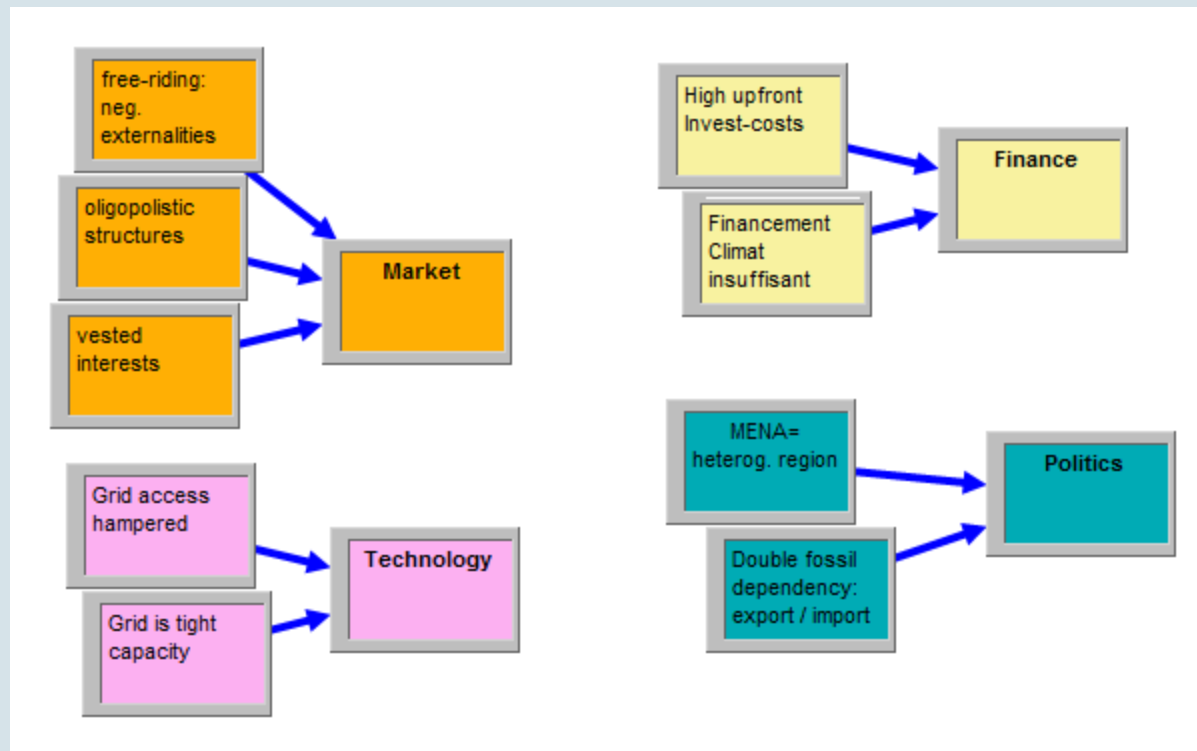 free-riding:
neg.
externalities
oligopolistic
structures
vested
interests
Market
Grid access
hampered
Grid is tight
capacity
Technology
High upfront
Invest-costs
Financement
Climat
insuffisant
Finance
MENA=
heterog. region
Double fossil
dependency:
export / import
Politics